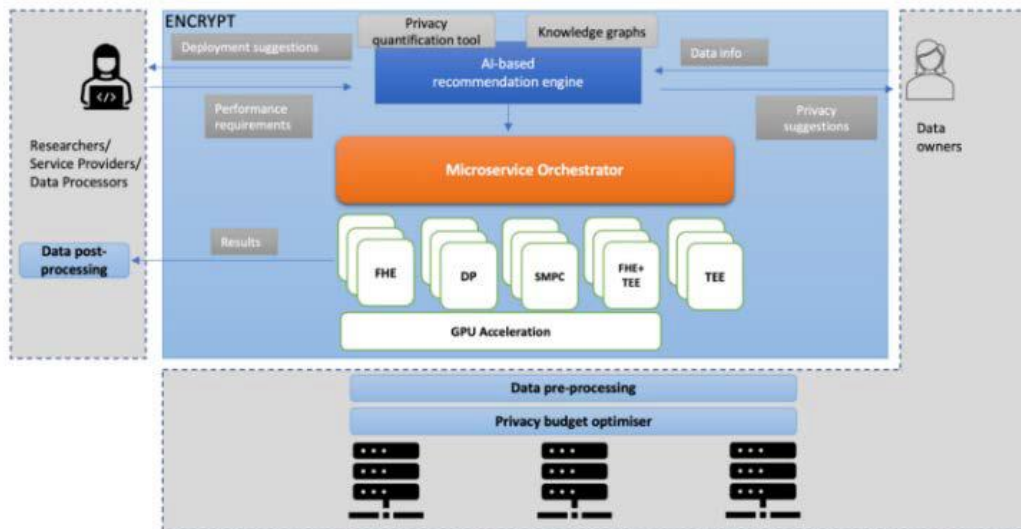 ENCRYPT
Privacy
quantification tool
Knowledge graphs
Deployment suggestions
AI-based
recommendation engine
Data info
Performance
requirements
Privacy
suggestions
Researchers/
Service Providers/
Data Processors
Data
owners
Microservice Orchestrator
Results
Data post-
processing
FHE
DP
SMPC
FHE+
TEE
TEE
GPU Acceleration
Data pre-processing
Privacy budget optimiser